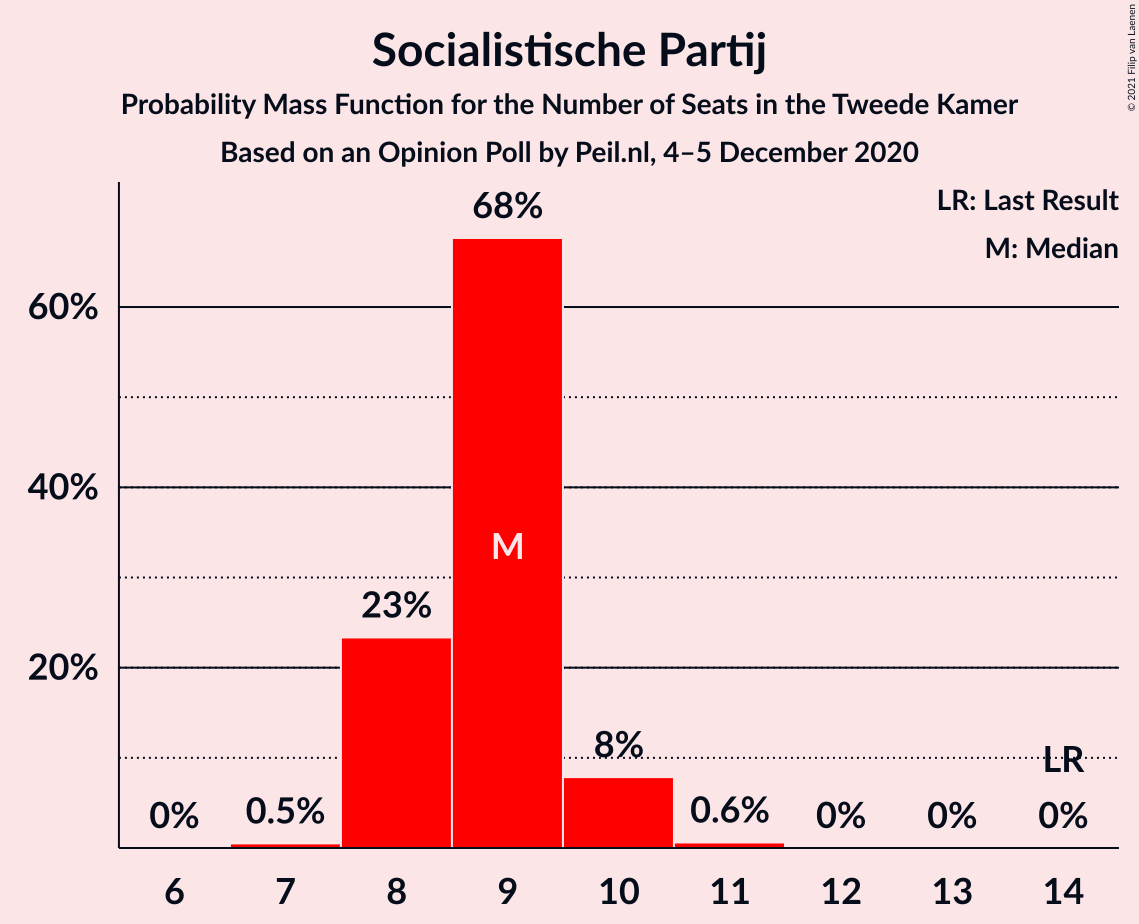 Socialistische Partij
Probability Mass Function for the Number of Seats in the Tweede Kamer
Based on an Opinion Poll by Peil.nl, 4–5 December 2020
© 2021 Filip van Laenen
LR: Last Result
M: Median
68%
60%
40%
M
23%
20%
8%
LR
0%
0.5%
0.6%
0%
0%
0%
6 7 8 9 10 11 12 13 14